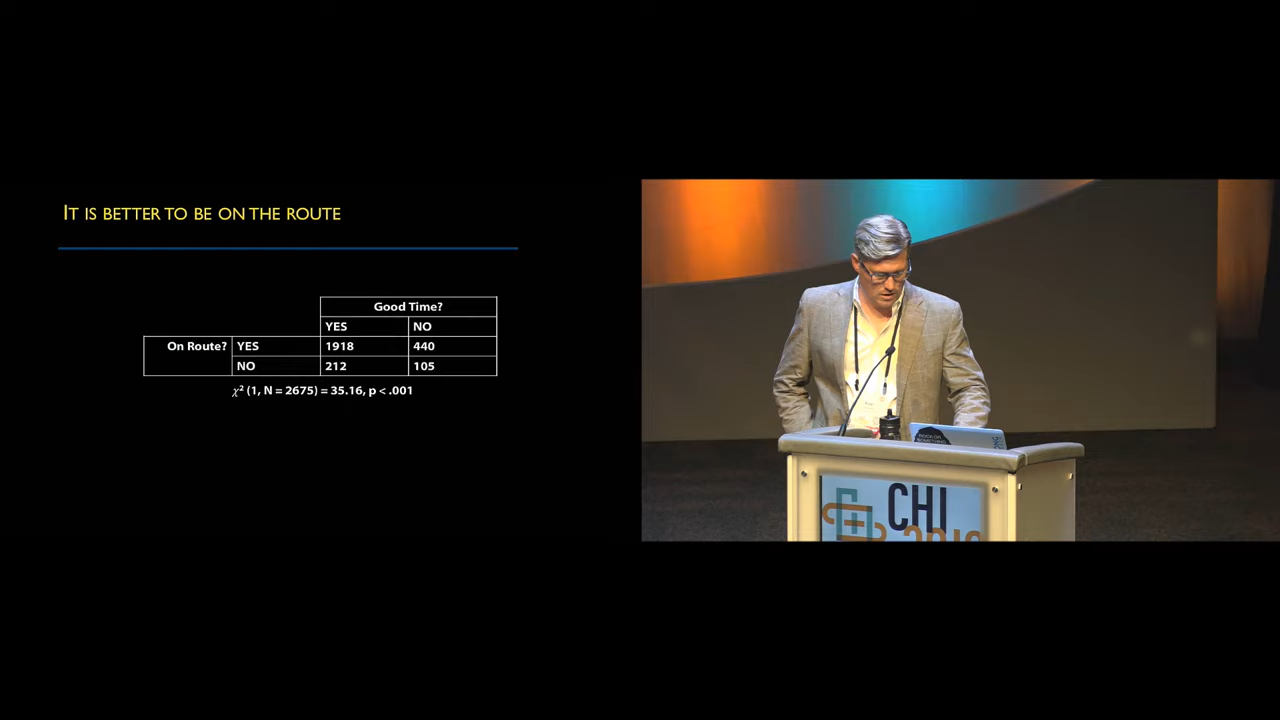 IT IS BETTER TO BE ON THE ROUTE
Good Time?
YES NO
On Route? YES 1918 440
NO 212 105
χ² (1, N = 2675) = 35.16, p < .001
CHI